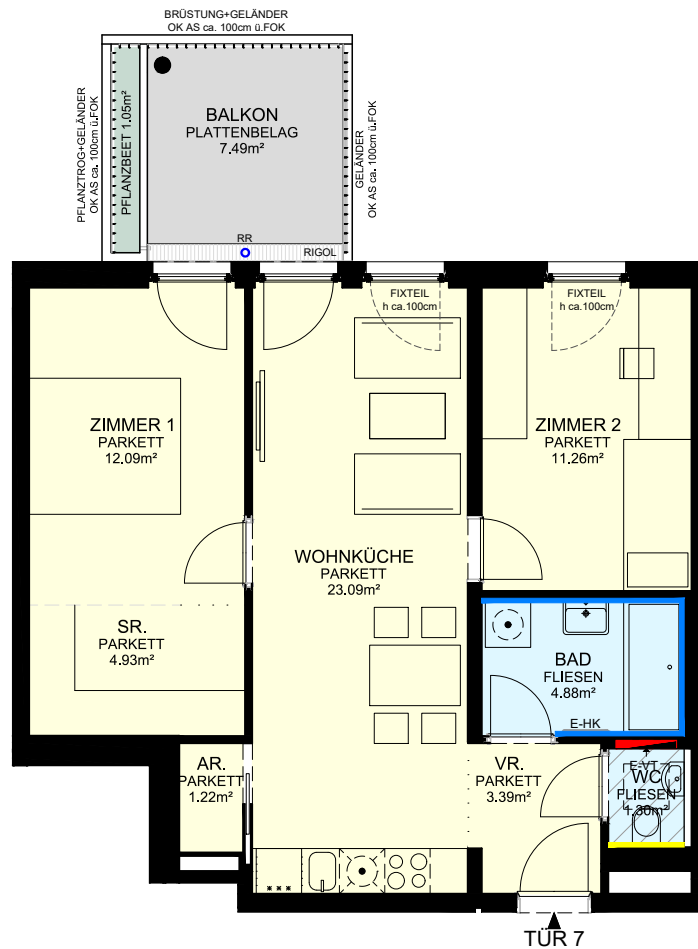 BRÜSTUNG+GELÄNDER
OK AS ca. 100cm ü.FOK
PFLANZTROG+GELÄNDER
OK AS ca. 100cm ü.FOK
PFLANZBEET 1.05m²
BALKON
PLATTENBELAG
7.49m²
GELÄNDER
OK AS ca. 100cm ü.FOK
RR
RIGOL
FIXTEIL
h ca.100cm
FIXTEIL
h ca.100cm
ZIMMER 1
PARKETT
12.09m²
ZIMMER 2
PARKETT
11.26m²
WOHNKÜCHE
PARKETT
23.09m²
SR.
PARKETT
4.93m²
BAD
FLIESEN
4.88m²
E-HK
AR.
PARKETT
1.22m²
VR.
PARKETT
3.39m²
E-VT
WC
FLIESEN
1.30m²
TÜR 7